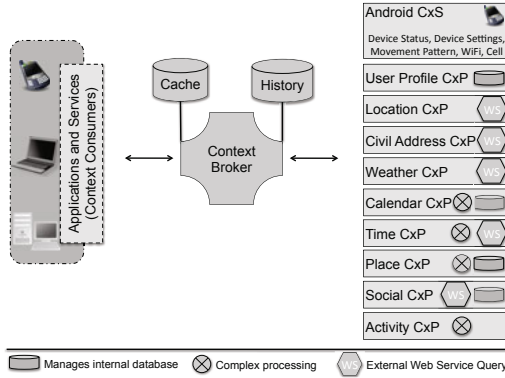 Applications and Services
(Context Consumers)
Cache
History
Context
Broker
Android CxS
Device Status, Device Settings,
Movement Pattern, WiFi, Cell
User Profile CxP
Location CxP WS
Civil Address CxP WS
Weather CxP WS
Calendar CxP
Time CxP WS
Place CxP
Social CxP WS
Activity CxP
Manages internal database
Complex processing
WS External Web Service Query